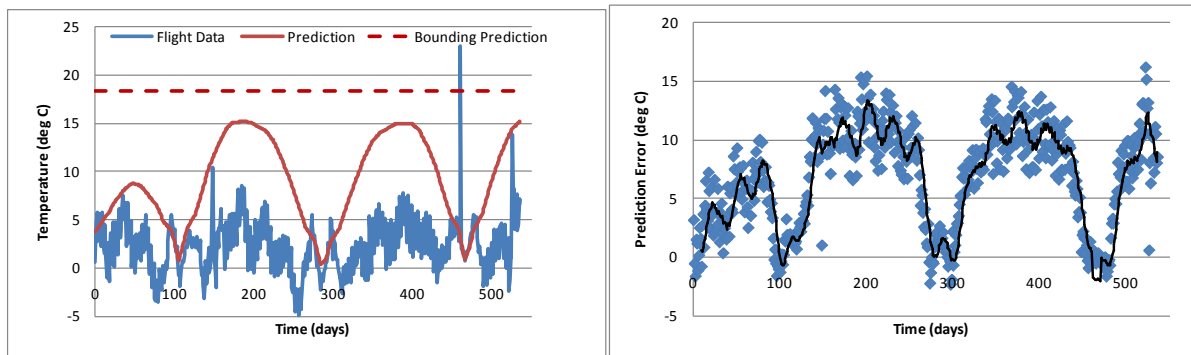 Flight Data Prediction Bounding Prediction
25
20
15
10
5
0
-5
0 100 200 300 400 500
Temperature (deg C)
Time (days)
20
15
10
5
0
-5
0 100 200 300 400 500
Prediction Error (deg C)
Time (days)